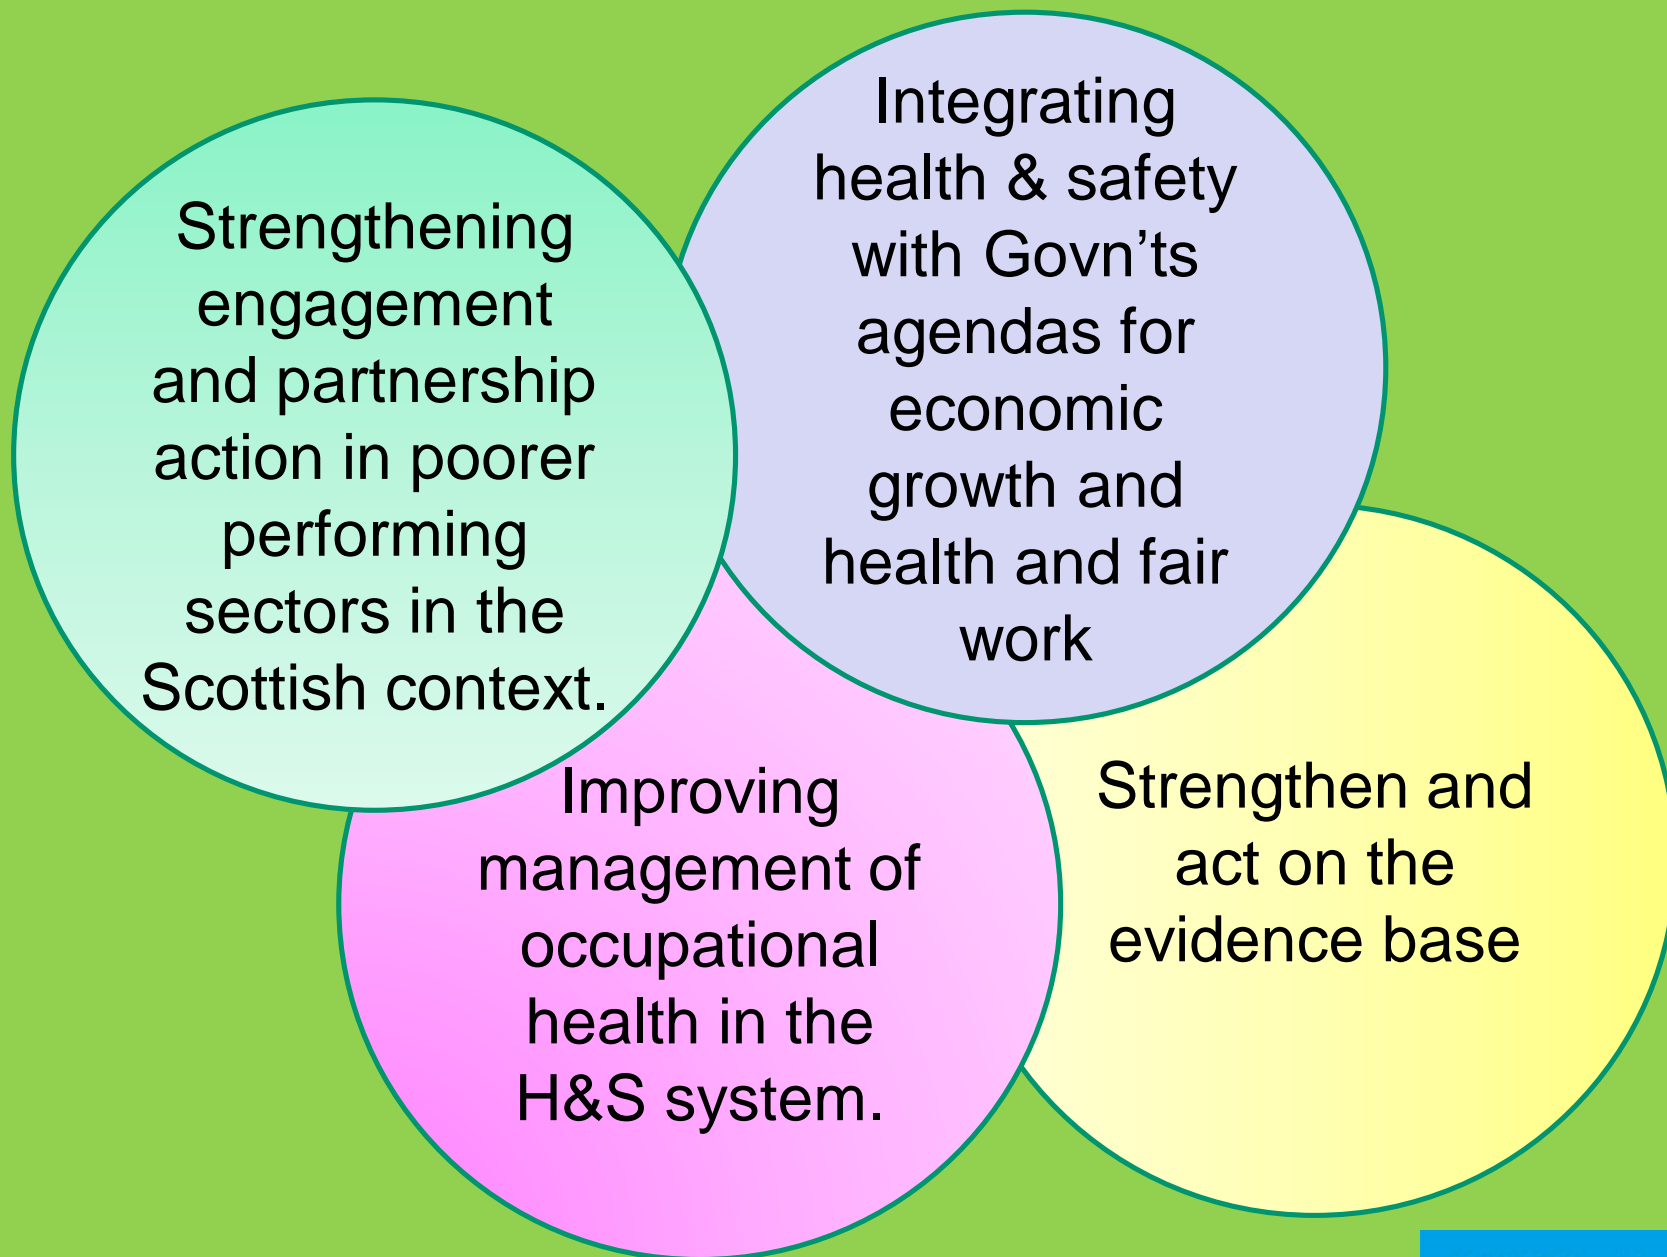 Strengthening
engagement
and partnership
action in poorer
performing
sectors in the
Scottish context.
Integrating
health & safety
with Govn’ts
agendas for
economic
growth and
health and fair
work
Improving
management of
occupational
health in the
H&S system.
Strengthen and
act on the
evidence base